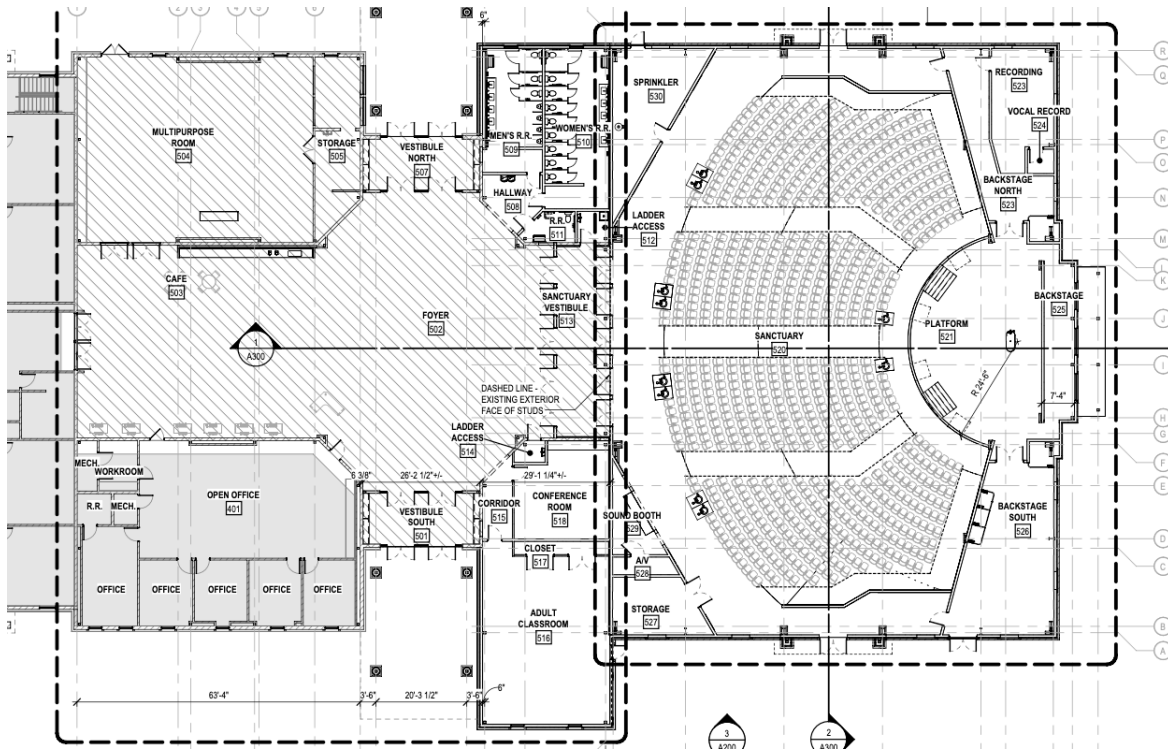 1
2
3
4
5
6
6"
R
Q
SPRINKLER
530
RECORDING
523
VOCAL RECORD
524
MULTIPURPOSE
ROOM
504
STORAGE
505
VESTIBULE
NORTH
507
MEN'S R.R.
509
WOMEN'S R.R.
510
P
O
HALLWAY
508
R.R.
511
LADDER
ACCESS
512
BACKSTAGE
NORTH
523
N
M
L
K
CAFE
503
FOYER
502
SANCTUARY
VESTIBULE
513
BACKSTAGE
525
PLATFORM
521
SANCTUARY
520
J
I
1
A300
R 24'-6"
7'-4"
DASHED LINE -
EXISTING EXTERIOR
FACE OF STUDS
H
G
F
E
LADDER
ACCESS
514
MECH.
WORKROOM
6 3/8"
26'-2 1/2"+/-
29'-1 1/4"+/-
OPEN OFFICE
401
R.R.
MECH.
VESTIBULE
SOUTH
501
CORRIDOR
515
CONFERENCE
ROOM
518
SOUND BOOTH
529
BACKSTAGE
SOUTH
526
D
C
CLOSET
517
A/V
528
OFFICE
OFFICE
OFFICE
OFFICE
OFFICE
ADULT
CLASSROOM
516
STORAGE
527
B
A
63'-4"
3'-6"
20'-3 1/2"
3'-6"
6"
3
A200
2
A300